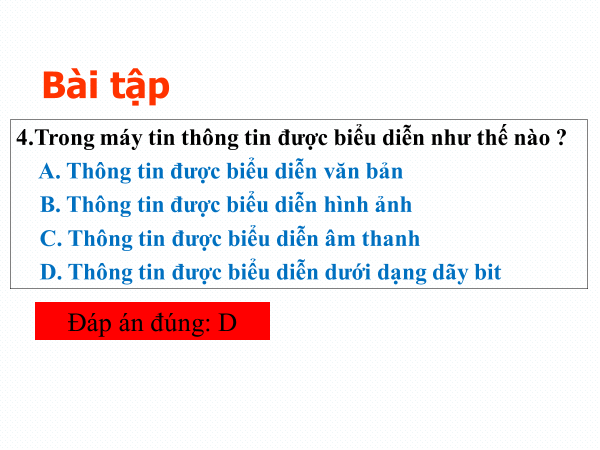 Bài tập
4.Trong máy tin thông tin được biểu diễn như thế nào ?
A. Thông tin được biểu diễn văn bản
B. Thông tin được biểu diễn hình ảnh
C. Thông tin được biểu diễn âm thanh
D. Thông tin được biểu diễn dưới dạng dãy bit
Đáp án đúng: D